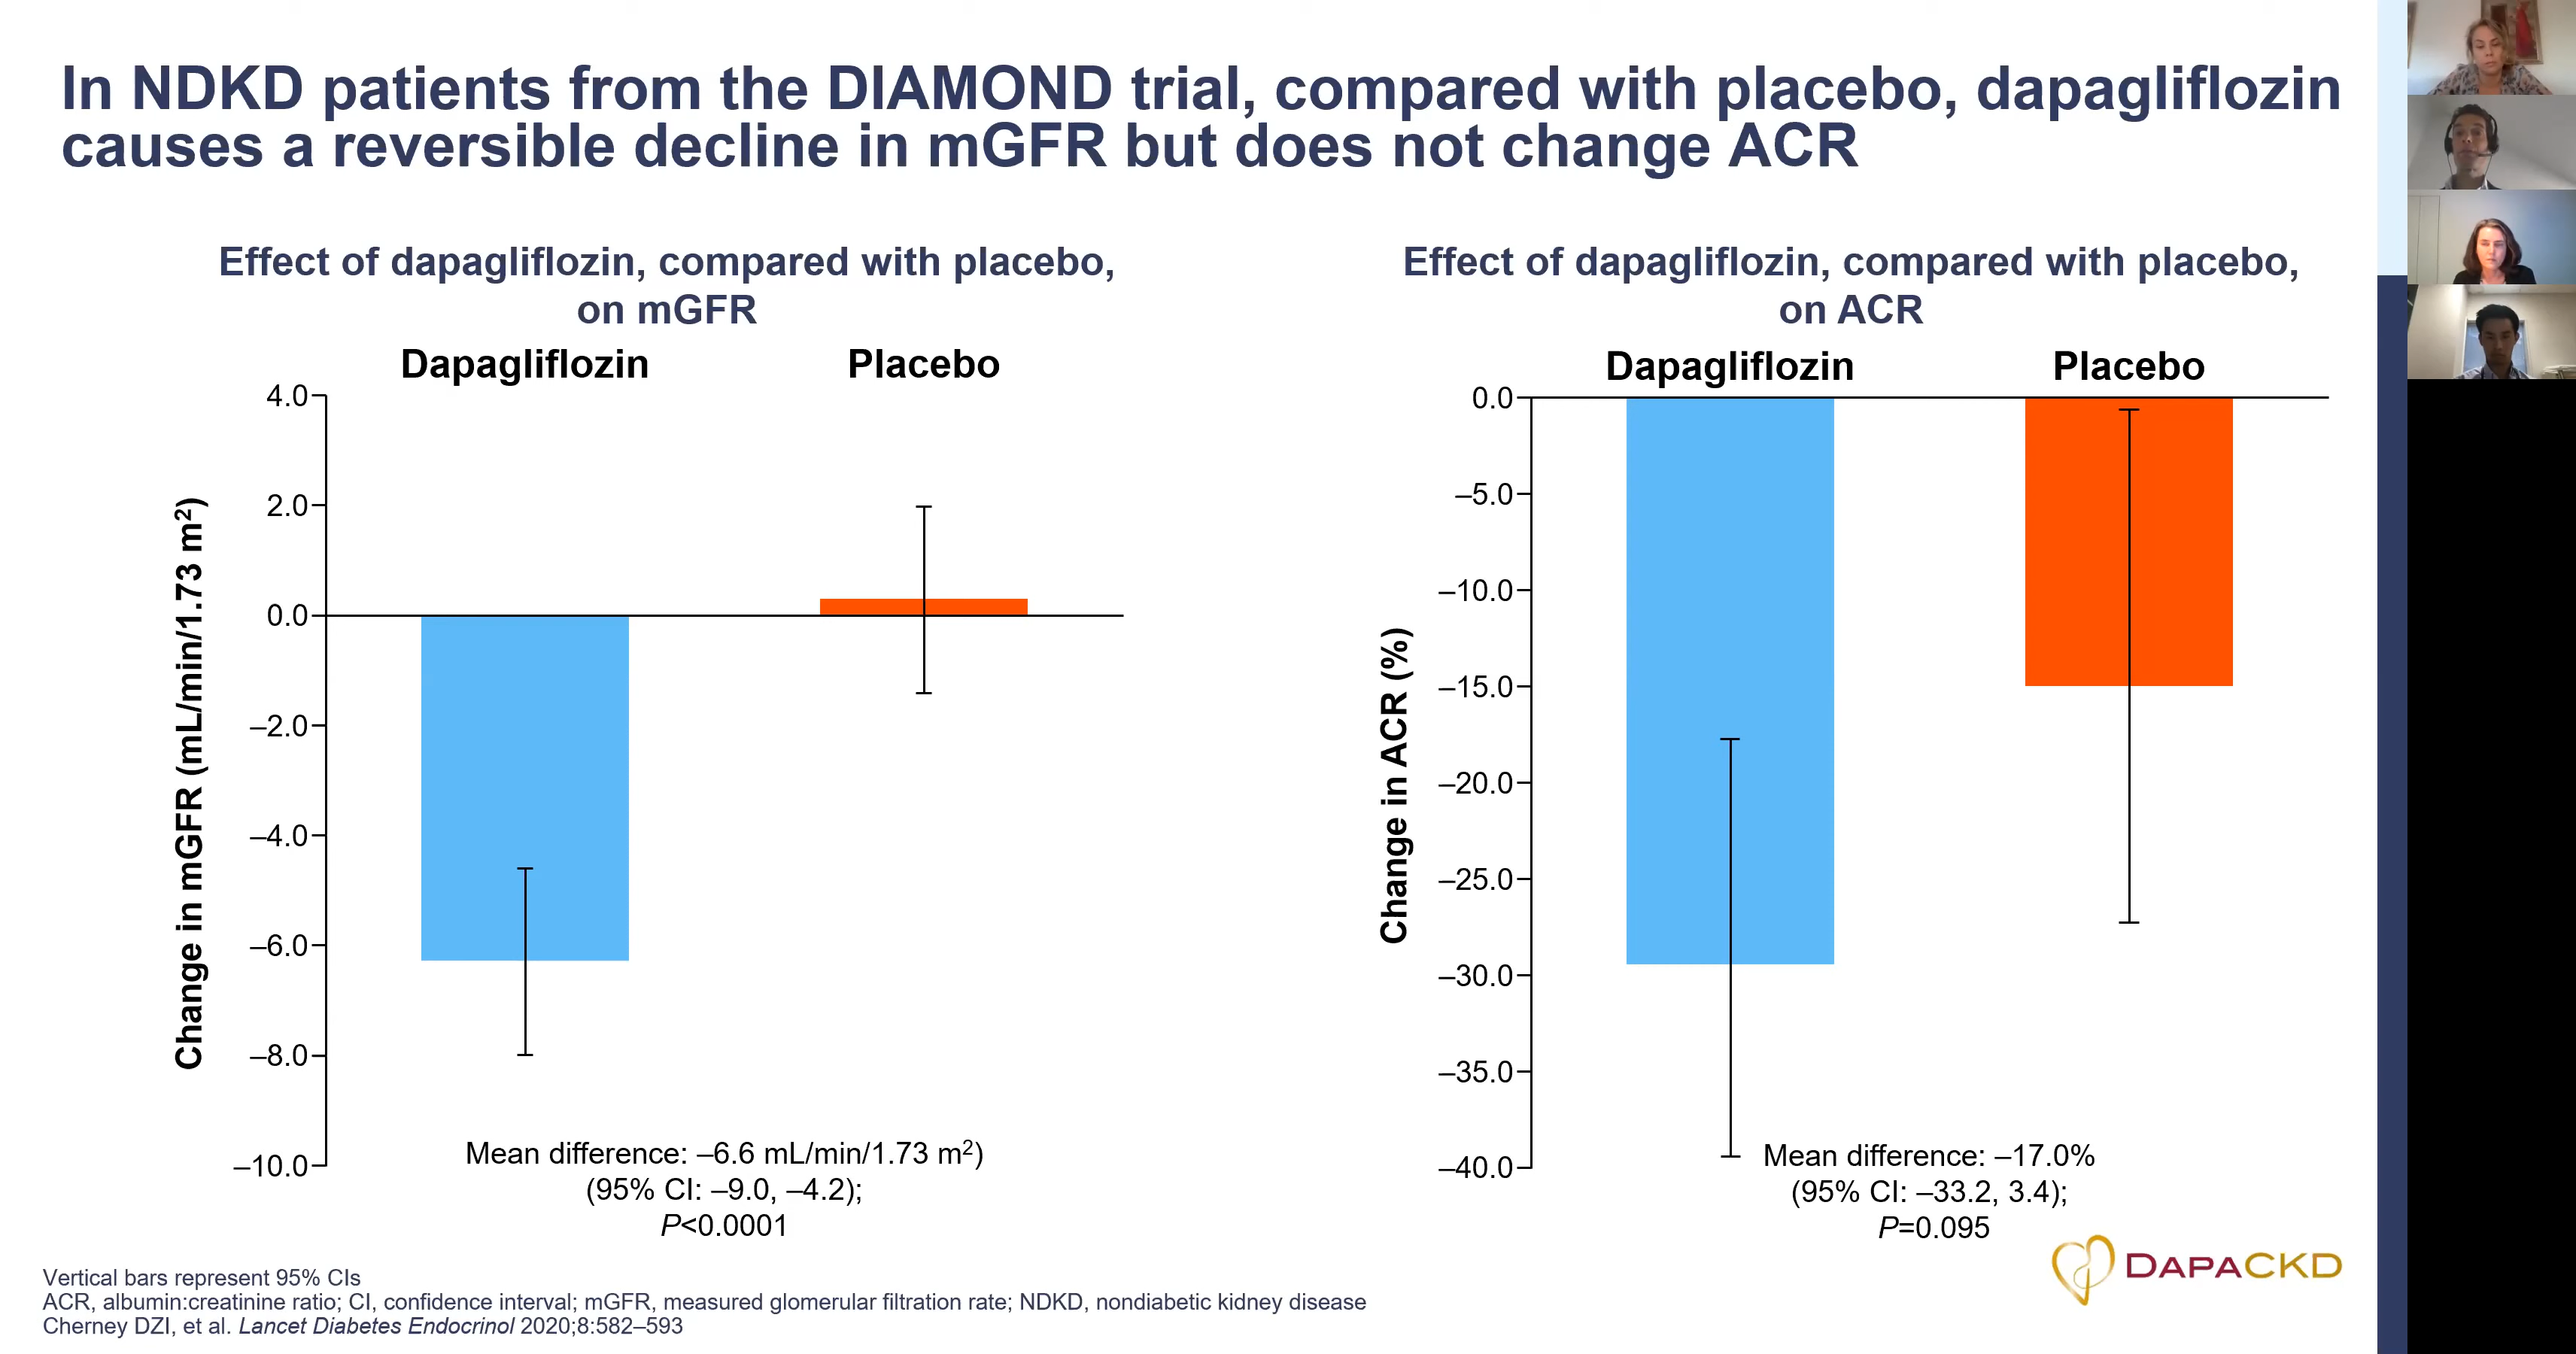 In NDKD patients from the DIAMOND trial, compared with placebo, dapagliflozin
causes a reversible decline in mGFR but does not change ACR
Effect of dapagliflozin, compared with placebo,
on mGFR
Dapagliflozin
Placebo
Change in mGFR (mL/min/1.73 m²)
4.0
2.0
0.0
–2.0
–4.0
–6.0
–8.0
–10.0
Mean difference: –6.6 mL/min/1.73 m²)
(95% CI: –9.0, –4.2);
P<0.0001
Effect of dapagliflozin, compared with placebo,
on ACR
Dapagliflozin
Placebo
Change in ACR (%)
0.0
–5.0
–10.0
–15.0
–20.0
–25.0
–30.0
–35.0
–40.0
Mean difference: –17.0%
(95% CI: –33.2, 3.4);
P=0.095
DAPACKD
Vertical bars represent 95% CIs
ACR, albumin:creatinine ratio; CI, confidence interval; mGFR, measured glomerular filtration rate; NDKD, nondiabetic kidney disease
Cherney DZI, et al. Lancet Diabetes Endocrinol 2020;8:582–593